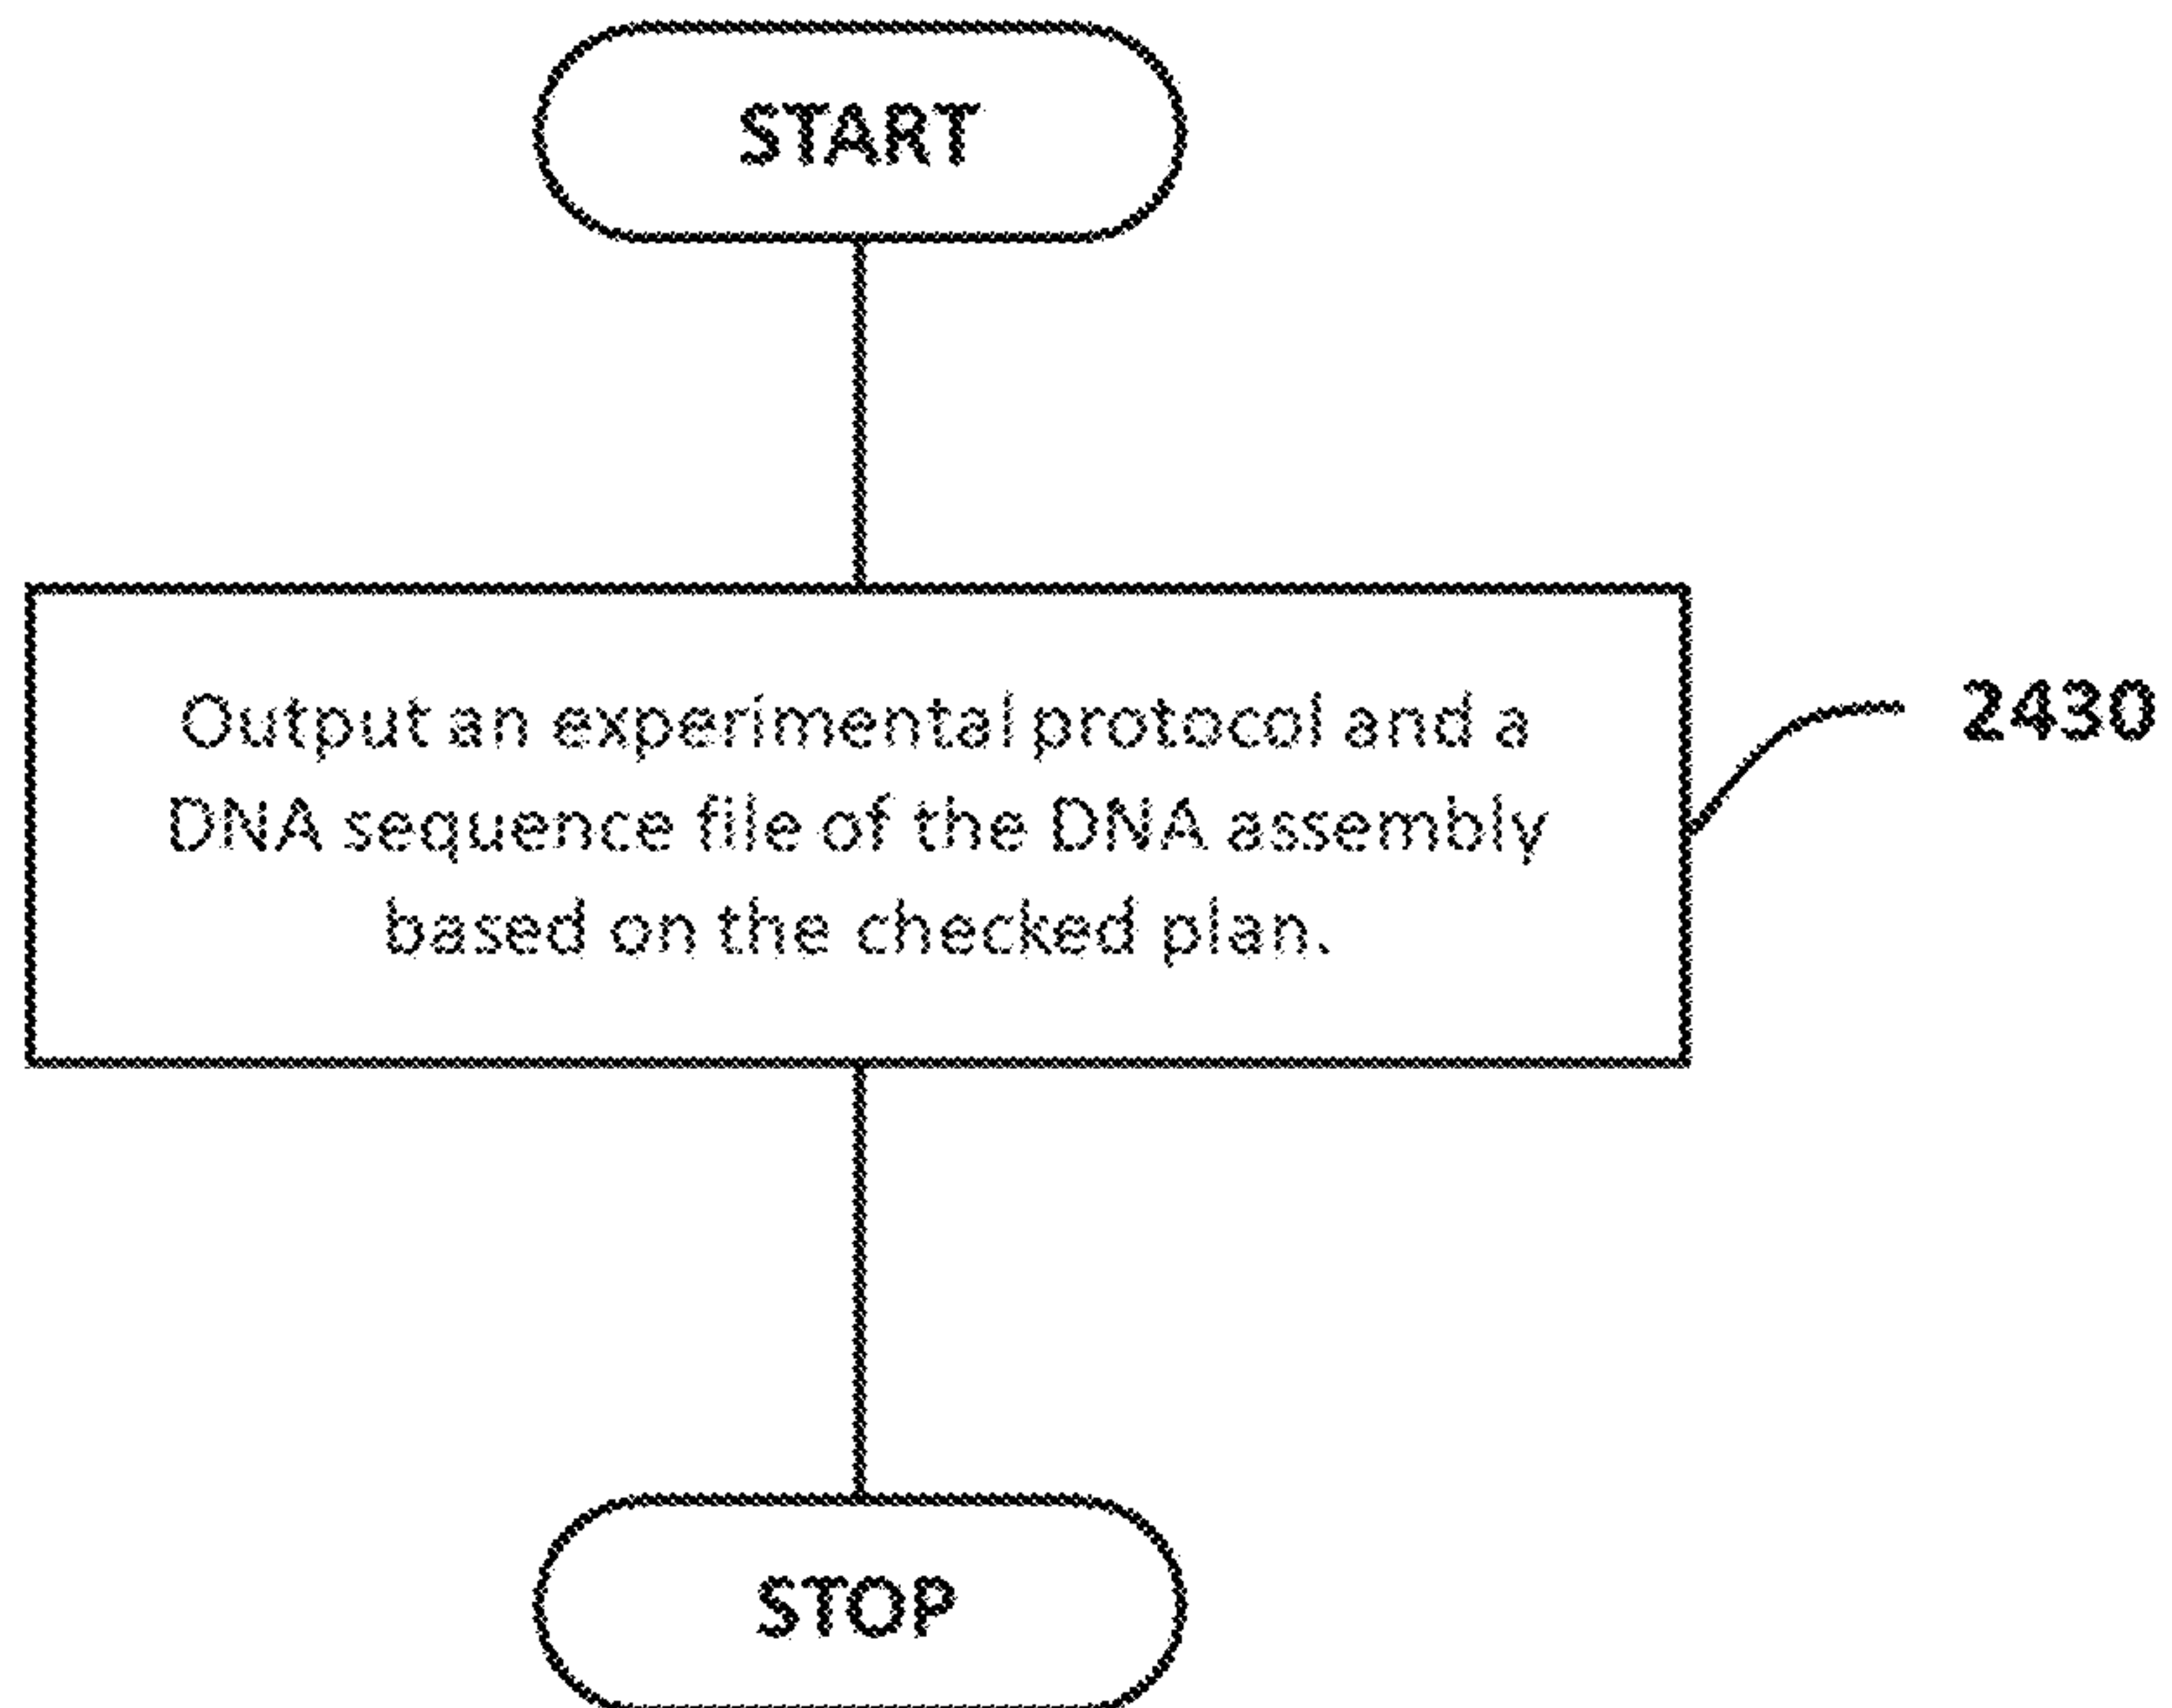 START
Output an experimental protocol and a
DNA sequence file of the DNA assembly
based on the checked plan.
2430
STOP